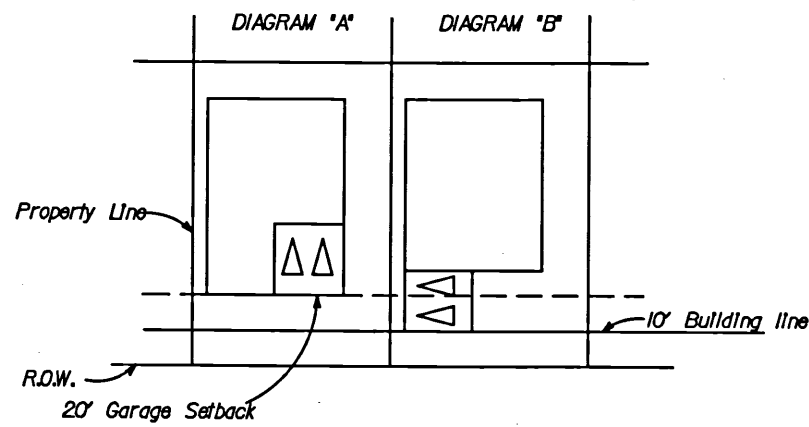 DIAGRAM "A"
DIAGRAM "B"
Property Line
10' Building line
R.O.W.
20' Garage Setback